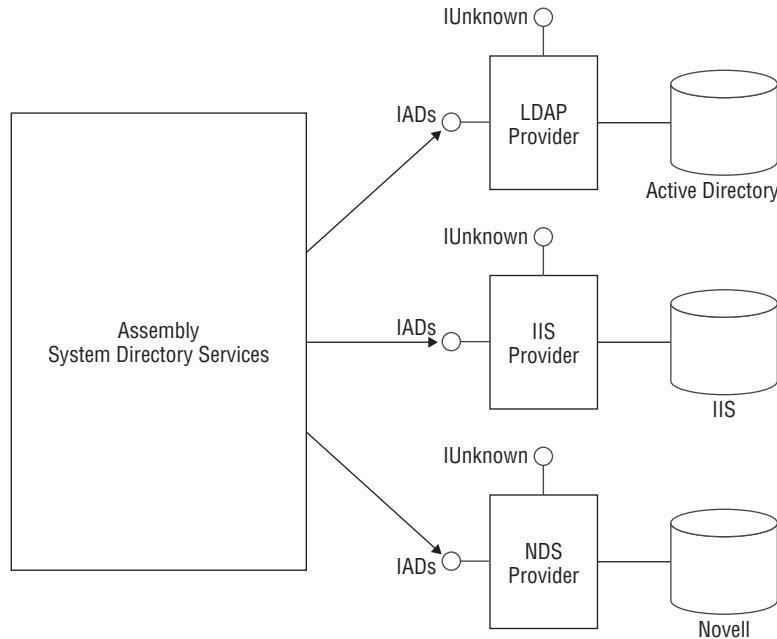 IUnknown
IADs
LDAP
Provider
Active Directory
IUnknown
Assembly
System Directory Services
IADs
IIS
Provider
IIS
IUnknown
IADs
NDS
Provider
Novell